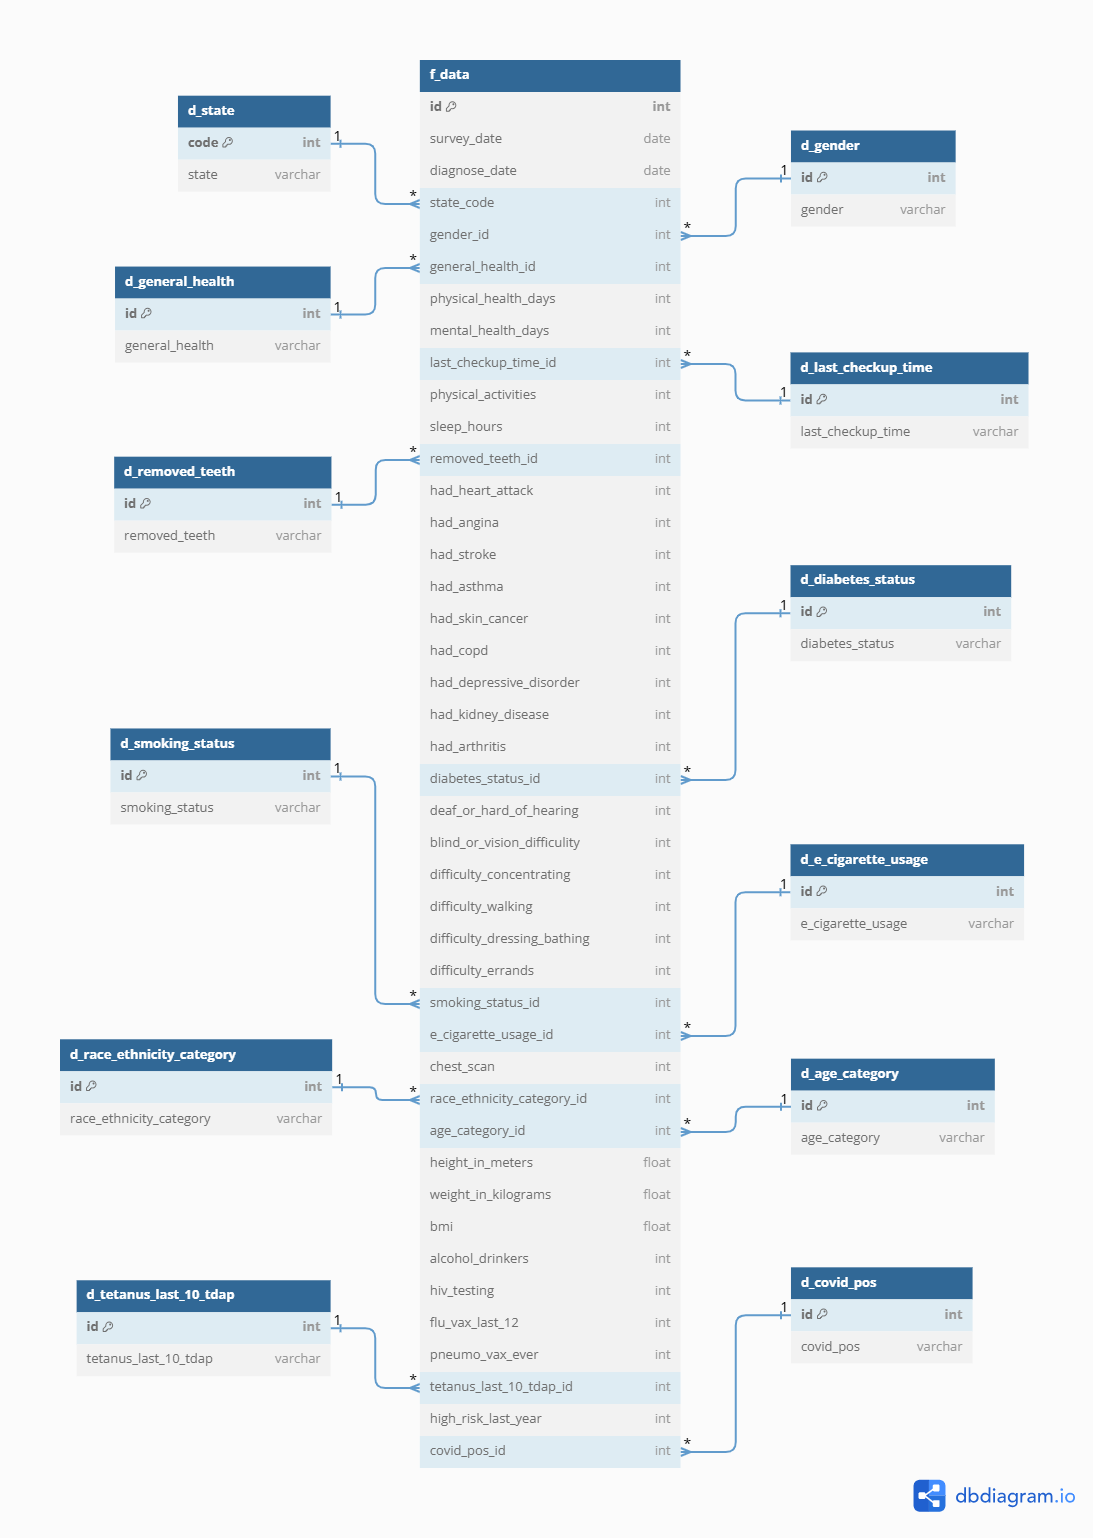 d_state
code int
state varchar
1
*
d_general_health
id int
general_health varchar
1
*
d_removed_teeth
id int
removed_teeth varchar
1
*
d_smoking_status
id int
smoking_status varchar
1
*
d_race_ethnicity_category
id int
race_ethnicity_category varchar
1
*
d_tetanus_last_10_tdap
id int
tetanus_last_10_tdap varchar
1
*
f_data
id int
survey_date date
diagnose_date date
state_code int
gender_id int
general_health_id int
physical_health_days int
mental_health_days int
last_checkup_time_id int
physical_activities int
sleep_hours int
removed_teeth_id int
had_heart_attack int
had_angina int
had_stroke int
had_asthma int
had_skin_cancer int
had_copd int
had_depressive_disorder int
had_kidney_disease int
had_arthritis int
diabetes_status_id int
deaf_or_hard_of_hearing int
blind_or_vision_difficulity int
difficulty_concentrating int
difficulty_walking int
difficulty_dressing_bathing int
difficulty_errands int
smoking_status_id int
e_cigarette_usage_id int
chest_scan int
race_ethnicity_category_id int
age_category_id int
height_in_meters float
weight_in_kilograms float
bmi float
alcohol_drinkers int
hiv_testing int
flu_vax_last_12 int
pneumo_vax_ever int
tetanus_last_10_tdap_id int
high_risk_last_year int
covid_pos_id int
d_gender
id int
gender varchar
1
*
d_last_checkup_time
id int
last_checkup_time varchar
1
*
d_diabetes_status
id int
diabetes_status varchar
1
*
d_e_cigarette_usage
id int
e_cigarette_usage varchar
1
*
d_age_category
id int
age_category varchar
1
*
d_covid_pos
id int
covid_pos varchar
1
*
dbdiagram.io